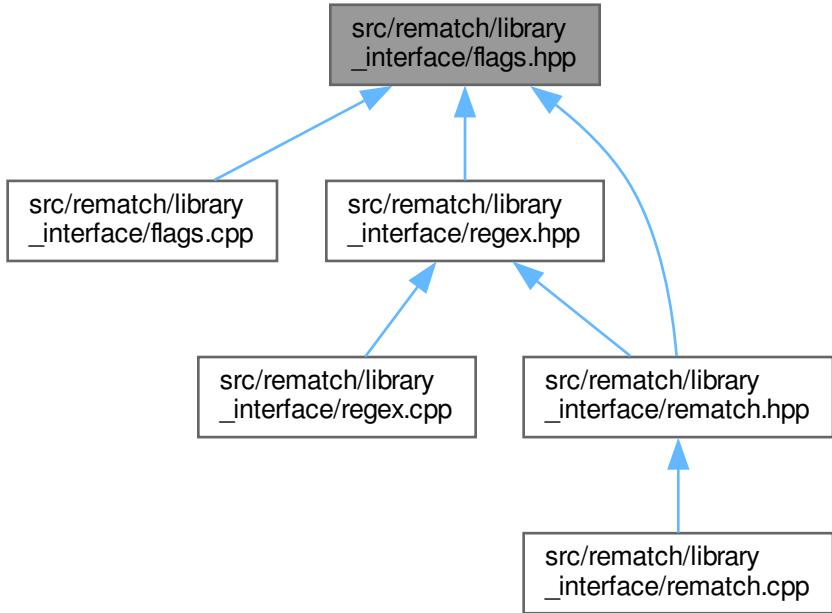 src/rematch/library
_interface/flags.hpp
src/rematch/library
_interface/flags.cpp
src/rematch/library
_interface/regex.hpp
src/rematch/library
_interface/regex.cpp
src/rematch/library
_interface/rematch.hpp
src/rematch/library
_interface/rematch.cpp